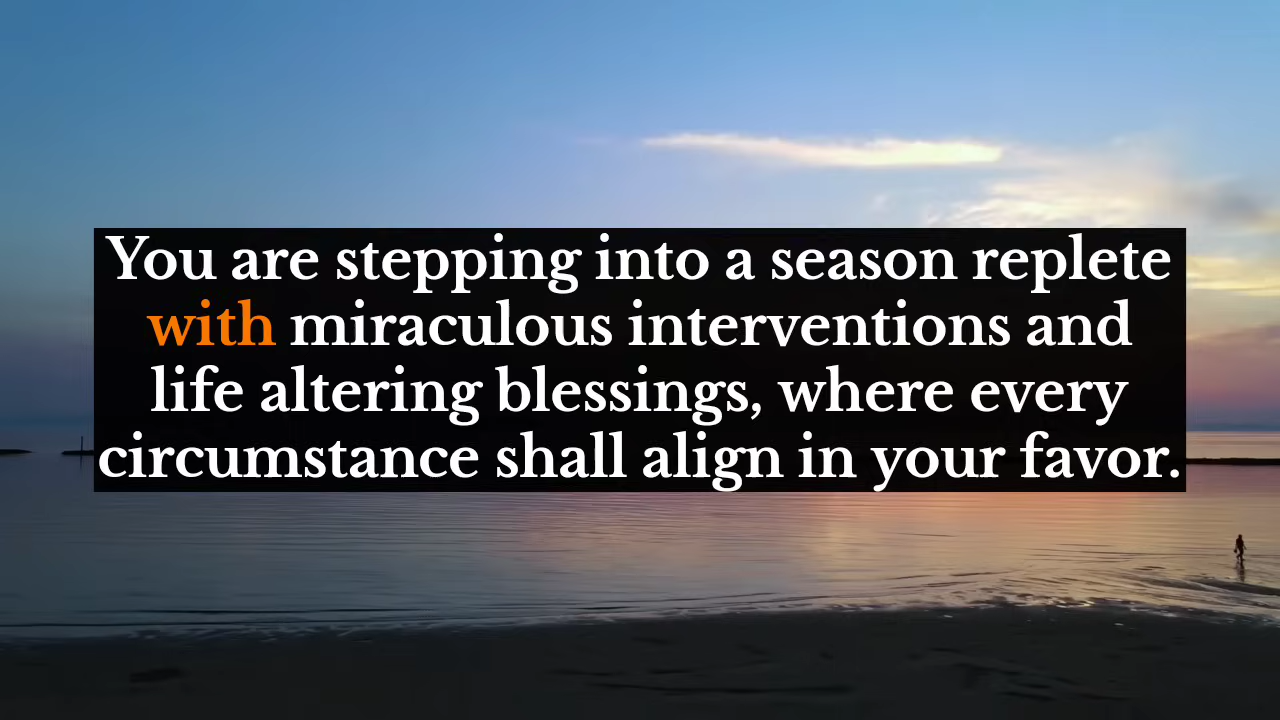 You are stepping into a season replete
with miraculous interventions and
life altering blessings, where every
circumstance shall align in your favor.